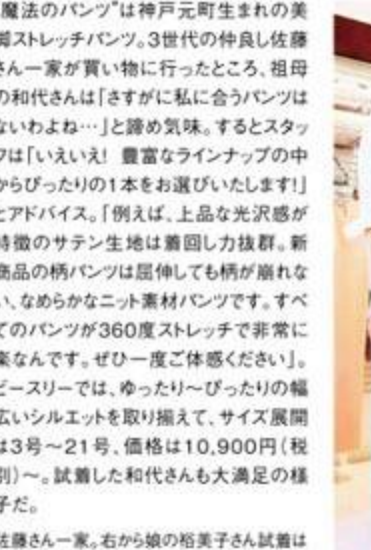 魔法のパンツ"は神戸元町生まれの美
脚ストレッチパンツ。3世代の仲良し佐藤
さん一家が買い物に行ったところ、祖母
の和代さんは「さすがに私に合うパンツは
ないわよね…」と諦め気味。するとスタッ
フは「いえいえ! 豊富なラインナップの中
からぴったりの1本をお選びいたします!」
とアドバイス。「例えば、上品な光沢感が
特徴のサテン生地は着回し力抜群。新
商品の柄パンツは屈伸しても柄が崩れな
い、なめらかなニット素材パンツです。すべ
てのパンツが360度ストレッチで非常に
楽なんです。ぜひ一度ご体感ください」。
ビースリーでは、ゆったり〜ぴったりの幅
広いシルエットを取り揃えて、サイズ展開
は3号〜21号、価格は10,900円(税
別)〜。試着した和代さんも大満足の様
子だ。
佐藤さん一家。右から娘の裕美子さん試着は